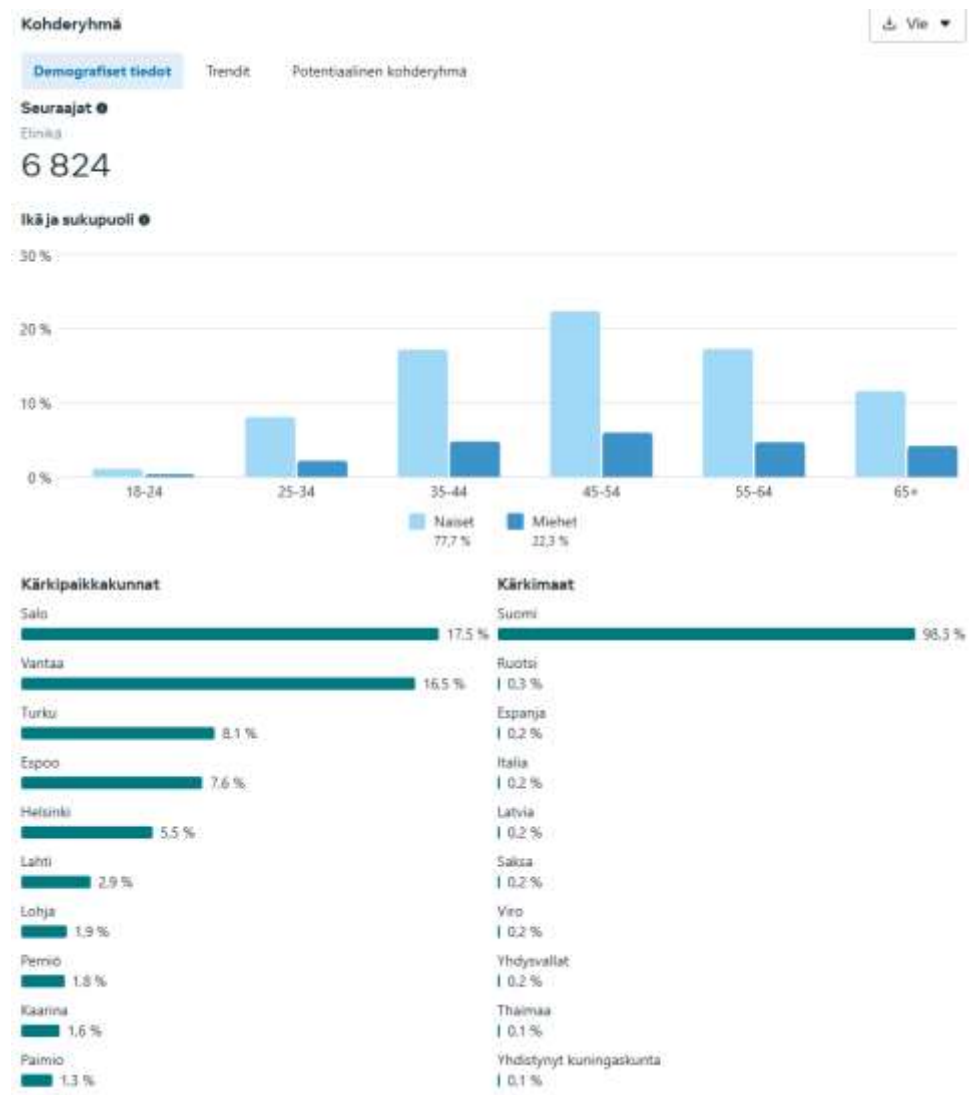 Kohderyhmä
Vie
Demografiset tiedot Trendit Potentiaalinen kohderyhmä
Seuraajat
Elinikä
6 824
Ikä ja sukupuoli
30 %
20 %
10 %
0 %
18-24 25-34 35-44 45-54 55-64 65+
Naiset Miehet
77,7 % 22,3 %
Kärkipaikkakunnat
Salo
17.5 %
Vantaa
16.5 %
Turku
8.1 %
Espoo
7.6 %
Helsinki
5,5 %
Lahti
2,9 %
Lohja
1,9 %
Perniö
1.8 %
Kaarina
1,6 %
Paimio
1.3 %
Kärkimaat
Suomi
98,3 %
Ruotsi
0,3 %
Espanja
0,2 %
Italia
0,2 %
Latvia
0,2 %
Saksa
0,2 %
Viro
0,2 %
Yhdysvallat
0,2 %
Thaimaa
0,1 %
Yhdistynyt kuningaskunta
0,1 %